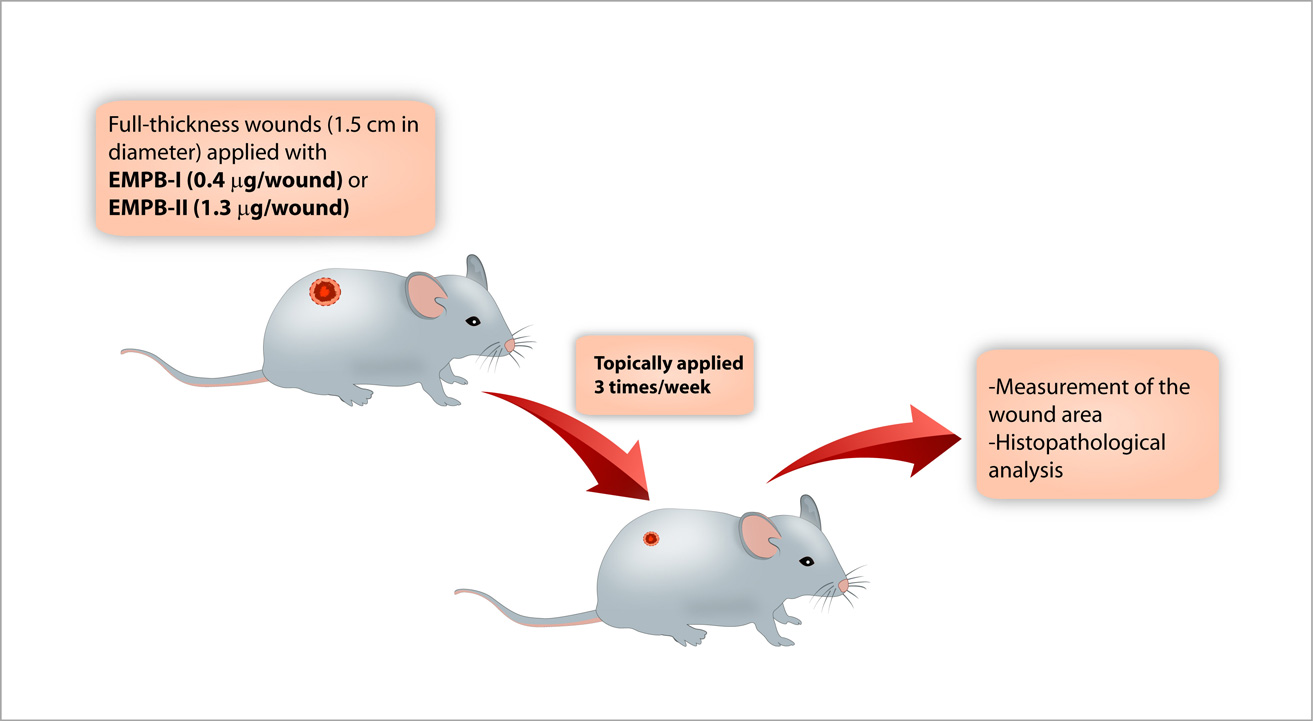 Full-thickness wounds (1.5 cm in
diameter) applied with
EMPB-I (0.4 μg/wound) or
EMPB-II (1.3 μg/wound)
Topically applied
3 times/week
-Measurement of the
wound area
-Histopathological
analysis